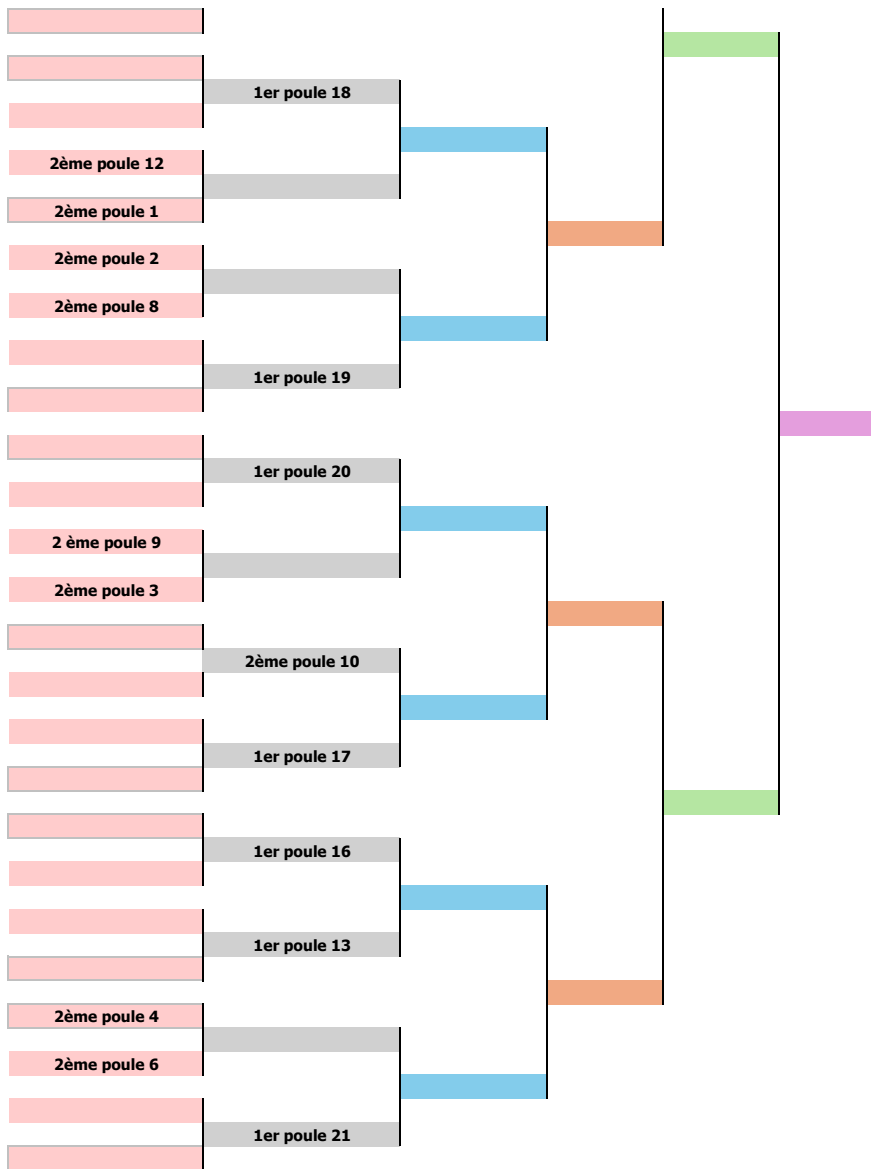 1er poule 18
2ème poule 12
2ème poule 1
2ème poule 2
2ème poule 8
1er poule 19
1er poule 20
2 ème poule 9
2ème poule 3
2ème poule 10
1er poule 17
1er poule 16
1er poule 13
2ème poule 4
2ème poule 6
1er poule 21